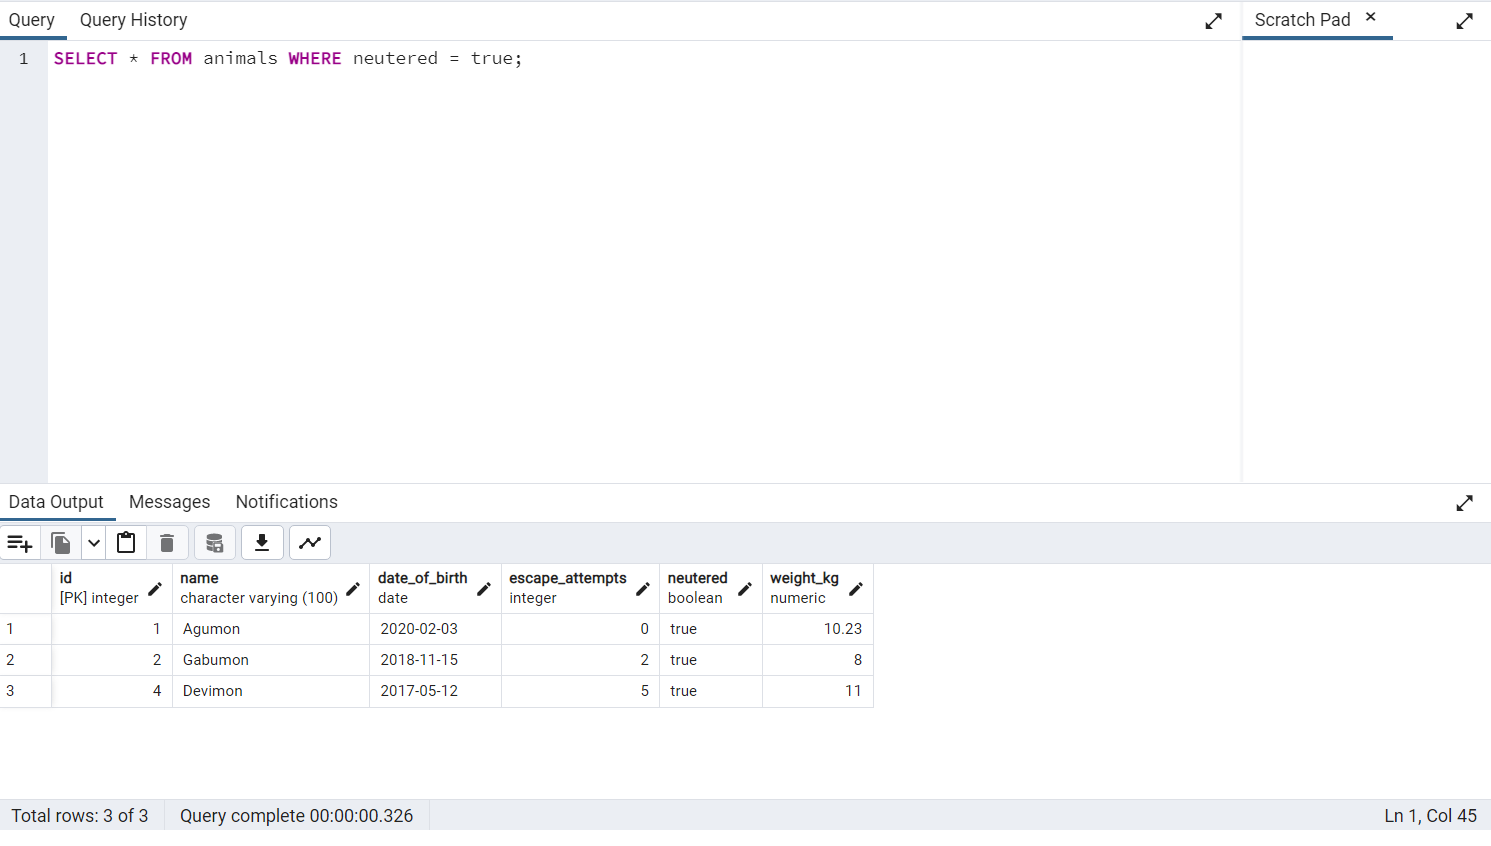 Query Query History Scratch Pad ×
1 SELECT * FROM animals WHERE neutered = true;
Data Output Messages Notifications
id name date_of_birth escape_attempts neutered weight_kg
[PK] integer character varying (100) date integer boolean numeric
1 1 Agumon 2020-02-03 0 true 10.23
2 2 Gabumon 2018-11-15 2 true 8
3 4 Devimon 2017-05-12 5 true 11
Total rows: 3 of 3 Query complete 00:00:00.326 Ln 1, Col 45